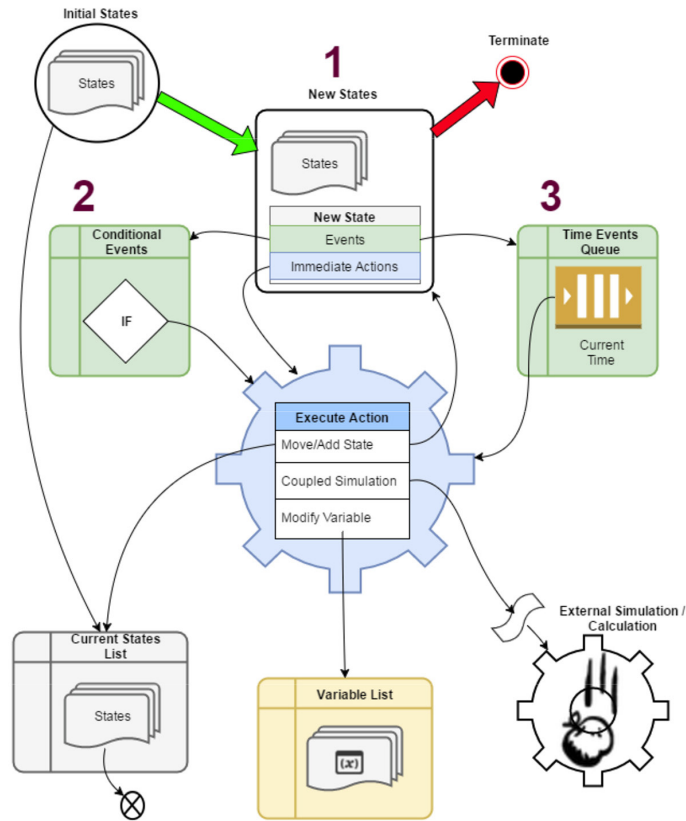 Initial States
States
1
New States
Terminate
States
New State
Events
Immediate Actions
2
Conditional
Events
IF
3
Time Events
Queue
Current
Time
Execute Action
Move/Add State
Coupled Simulation
Modify Variable
Current States
List
States
Variable List
(x)
External Simulation /
Calculation